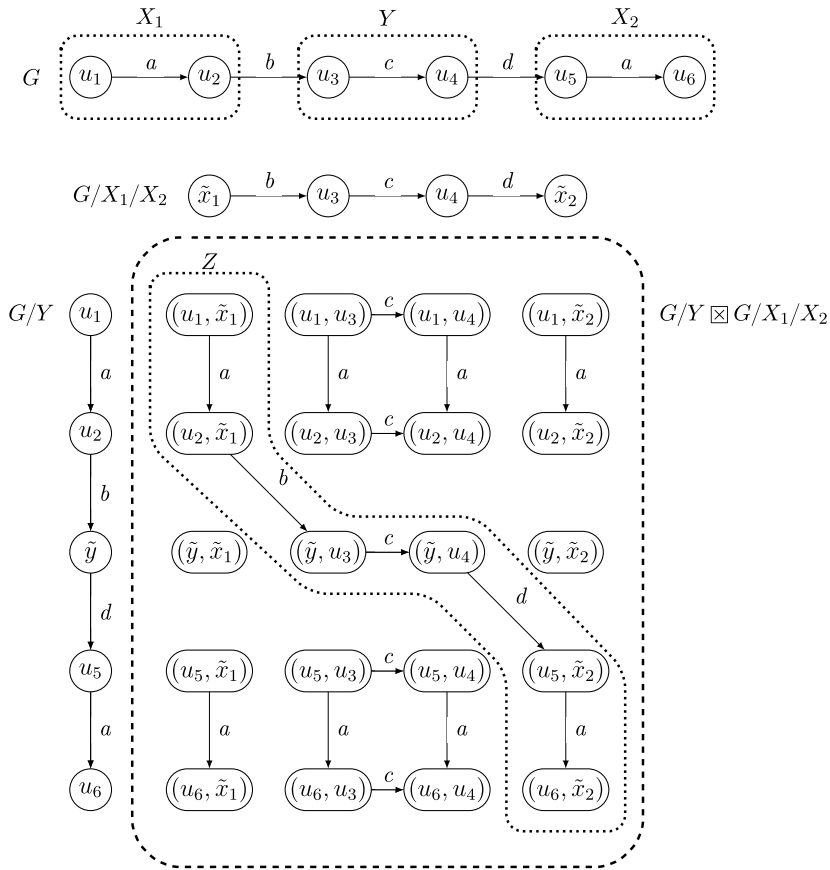 X₁ Y X₂
G u₁ a u₂ b u₃ c u₄ d u₅ a u₆
G/X₁/X₂ x̃₁ b u₃ c u₄ d x̃₂
Z
G/Y u₁ (u₁, x̃₁) (u₁, u₃) c (u₁, u₄) (u₁, x̃₂) G/Y ⊠ G/X₁/X₂
a a a a a
u₂ (u₂, x̃₁) (u₂, u₃) c (u₂, u₄) (u₂, x̃₂)
b b
ỹ (ỹ, x̃₁) (ỹ, u₃) c (ỹ, u₄) (ỹ, x̃₂)
d d
u₅ (u₅, x̃₁) (u₅, u₃) c (u₅, u₄) (u₅, x̃₂)
a a a a a
u₆ (u₆, x̃₁) (u₆, u₃) c (u₆, u₄) (u₆, x̃₂)